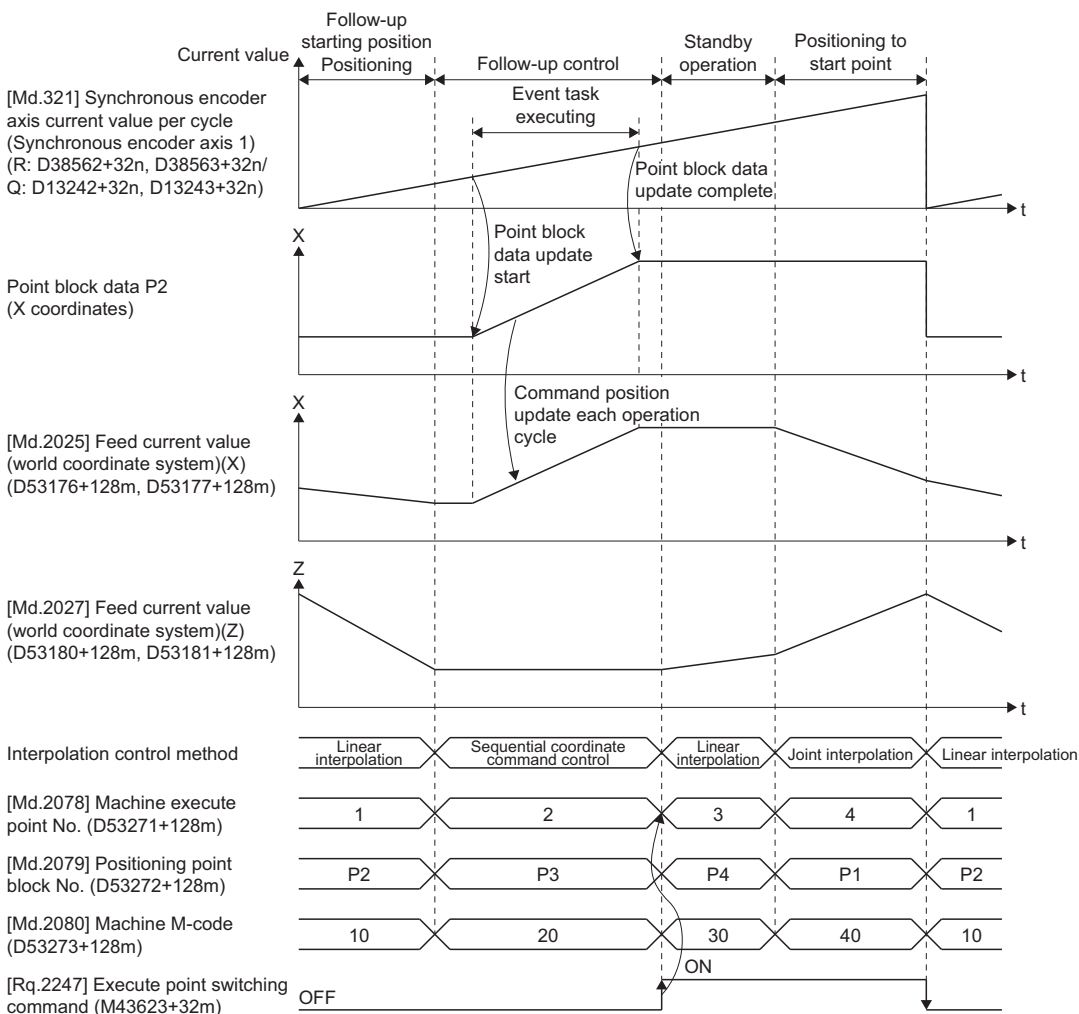 Follow-up
starting position
Positioning
Follow-up control
Standby
operation
Positioning to
start point
Current value
Event task
executing
[Md.321] Synchronous encoder
axis current value per cycle
(Synchronous encoder axis 1)
(R: D38562+32n, D38563+32n/
Q: D13242+32n, D13243+32n)
Point block data
update complete
t
X
Point block
data update
start
Point block data P2
(X coordinates)
t
X
Command position
update each operation
cycle
[Md.2025] Feed current value
(world coordinate system)(X)
(D53176+128m, D53177+128m)
t
Z
[Md.2027] Feed current value
(world coordinate system)(Z)
(D53180+128m, D53181+128m)
t
Interpolation control method
Linear
interpolation
Sequential coordinate
command control
Linear
interpolation
Joint interpolation
Linear interpolation
[Md.2078] Machine execute
point No. (D53271+128m)
1 2 3 4 1
[Md.2079] Positioning point
block No. (D53272+128m)
P2 P3 P4 P1 P2
[Md.2080] Machine M-code
(D53273+128m)
10 20 30 40 10
[Rq.2247] Execute point switching
command (M43623+32m)
OFF
ON